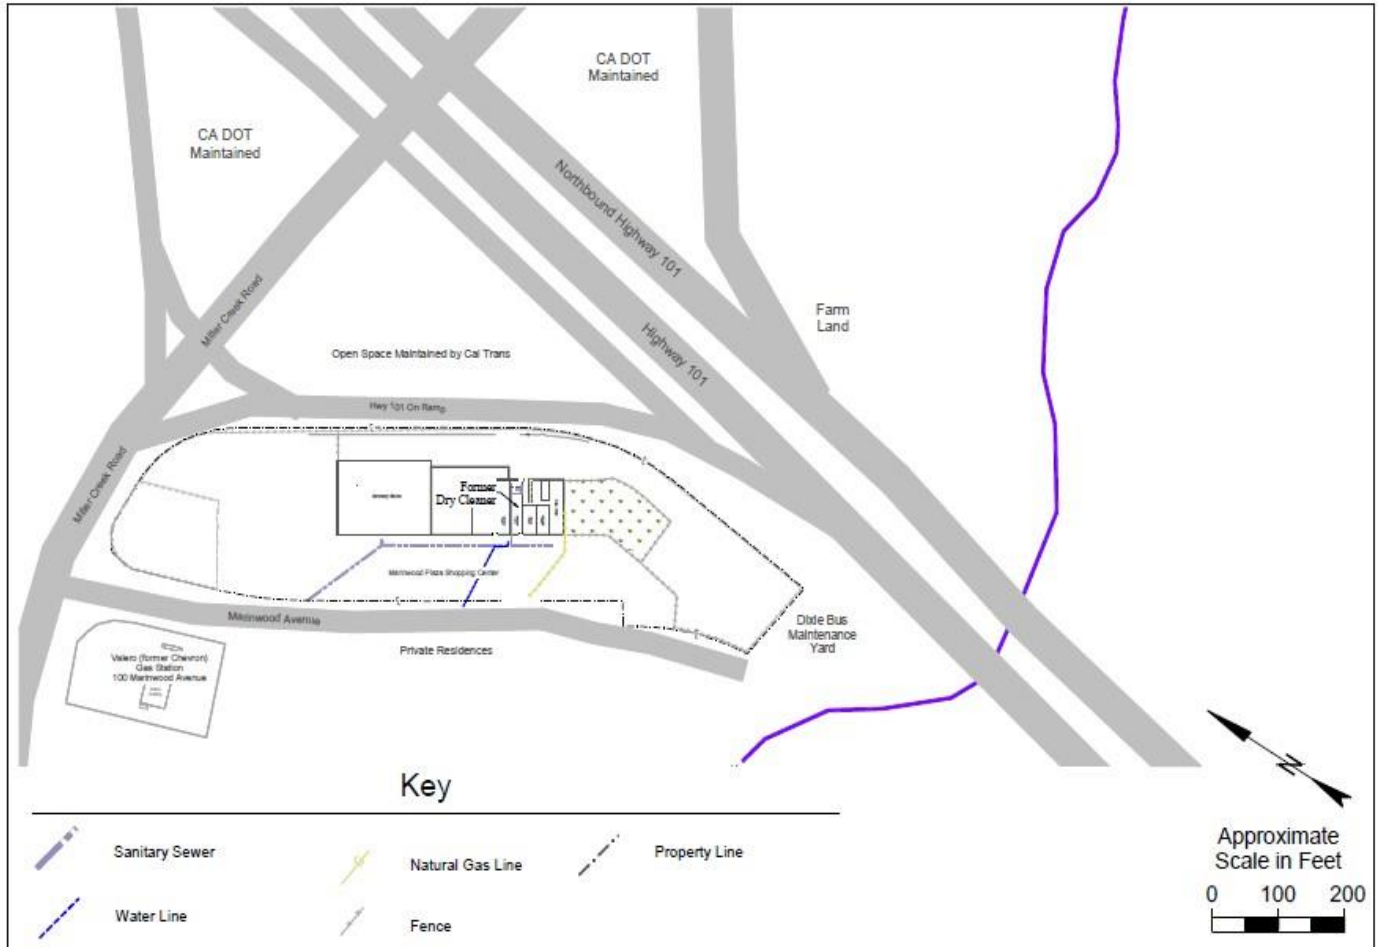 CA DOT
Maintained
CA DOT
Maintained
Northbound Highway 101
Highway 101
Farm
Land
Miller Creek Road
Open Space Maintained by Cal Trans
Hwy 101 On Ramp
Miller Creek Road
Former
Dry Cleaner
Marinwood Plaza Shopping Center
Marinwood Avenue
Private Residences
Dixie Bus
Maintenance
Yard
Valero (former Chevron)
Gas Station
100 Marinwood Avenue
N
Key
Sanitary Sewer
Natural Gas Line
Property Line
Water Line
Fence
Approximate
Scale in Feet
0 100 200